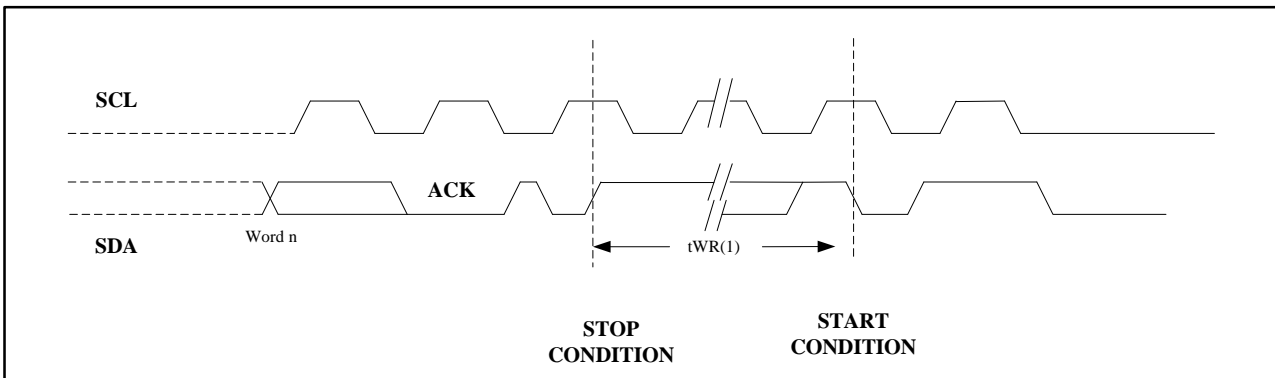 SCL
ACK
Word n
SDA
tWR(1)
STOP
CONDITION
START
CONDITION